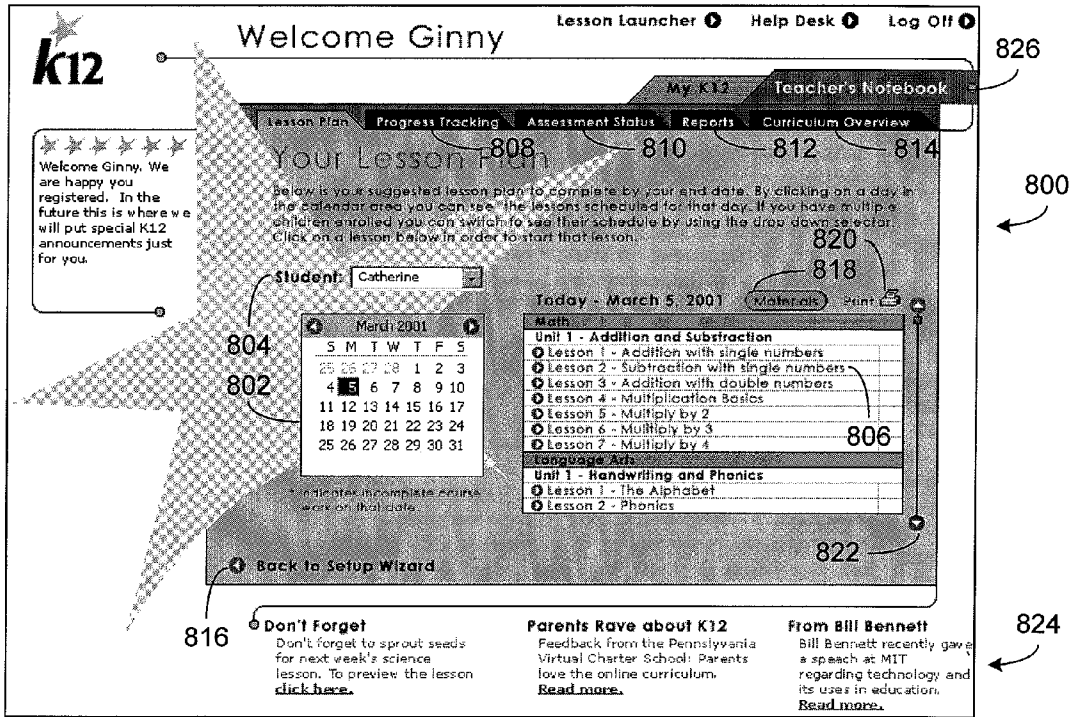 k12
Welcome Ginny
Lesson Launcher Help Desk Log Off
826
My K12 Teacher's Notebook
Lesson Plan Progress Tracking Assessment Status Reports Curriculum Overview
808 810 812 814
Welcome Ginny. We
are happy you
registered. In the
future this is where we
will put special K12
announcements just
for you.
Your Lesson Plan
Below is your suggested lesson plan to complete by your end date. By clicking on a day in
the calendar area you can see the lessons scheduled for that day. If you have multiple
children enrolled you can switch to see their schedule by using the drop down selector.
Click on a lesson below in order to start that lesson.
800
820
818
Student: Catherine
804
802
March 2001
S M T W T F S
25 26 27 28 1 2 3
4 5 6 7 8 9 10
11 12 13 14 15 16 17
18 19 20 21 22 23 24
25 26 27 28 29 30 31
* Indicates incomplete course
work on that date
Today - March 5, 2001 Materials Print
Math
Unit 1 - Addition and Substraction
Lesson 1 - Addition with single numbers
Lesson 2 - Subtraction with single numbers
Lesson 3 - Addition with double numbers
Lesson 4 - Multiplication Basics
Lesson 5 - Multiply by 2
Lesson 6 - Multiply by 3
Lesson 7 - Multiply by 4
806
Language Arts
Unit 1 - Handwriting and Phonics
Lesson 1 - The Alphabet
Lesson 2 - Phonics
822
Back to Setup Wizard
816
Don't Forget
Don't forget to sprout seeds
for next week's science
lesson. To preview the lesson
click here.
Parents Rave about K12
Feedback from the Pennsylvania
Virtual Charter School: Parents
love the online curriculum.
Read more.
From Bill Bennett
Bill Bennett recently gave
a speech at MIT
regarding technology and
its uses in education.
Read more.
824